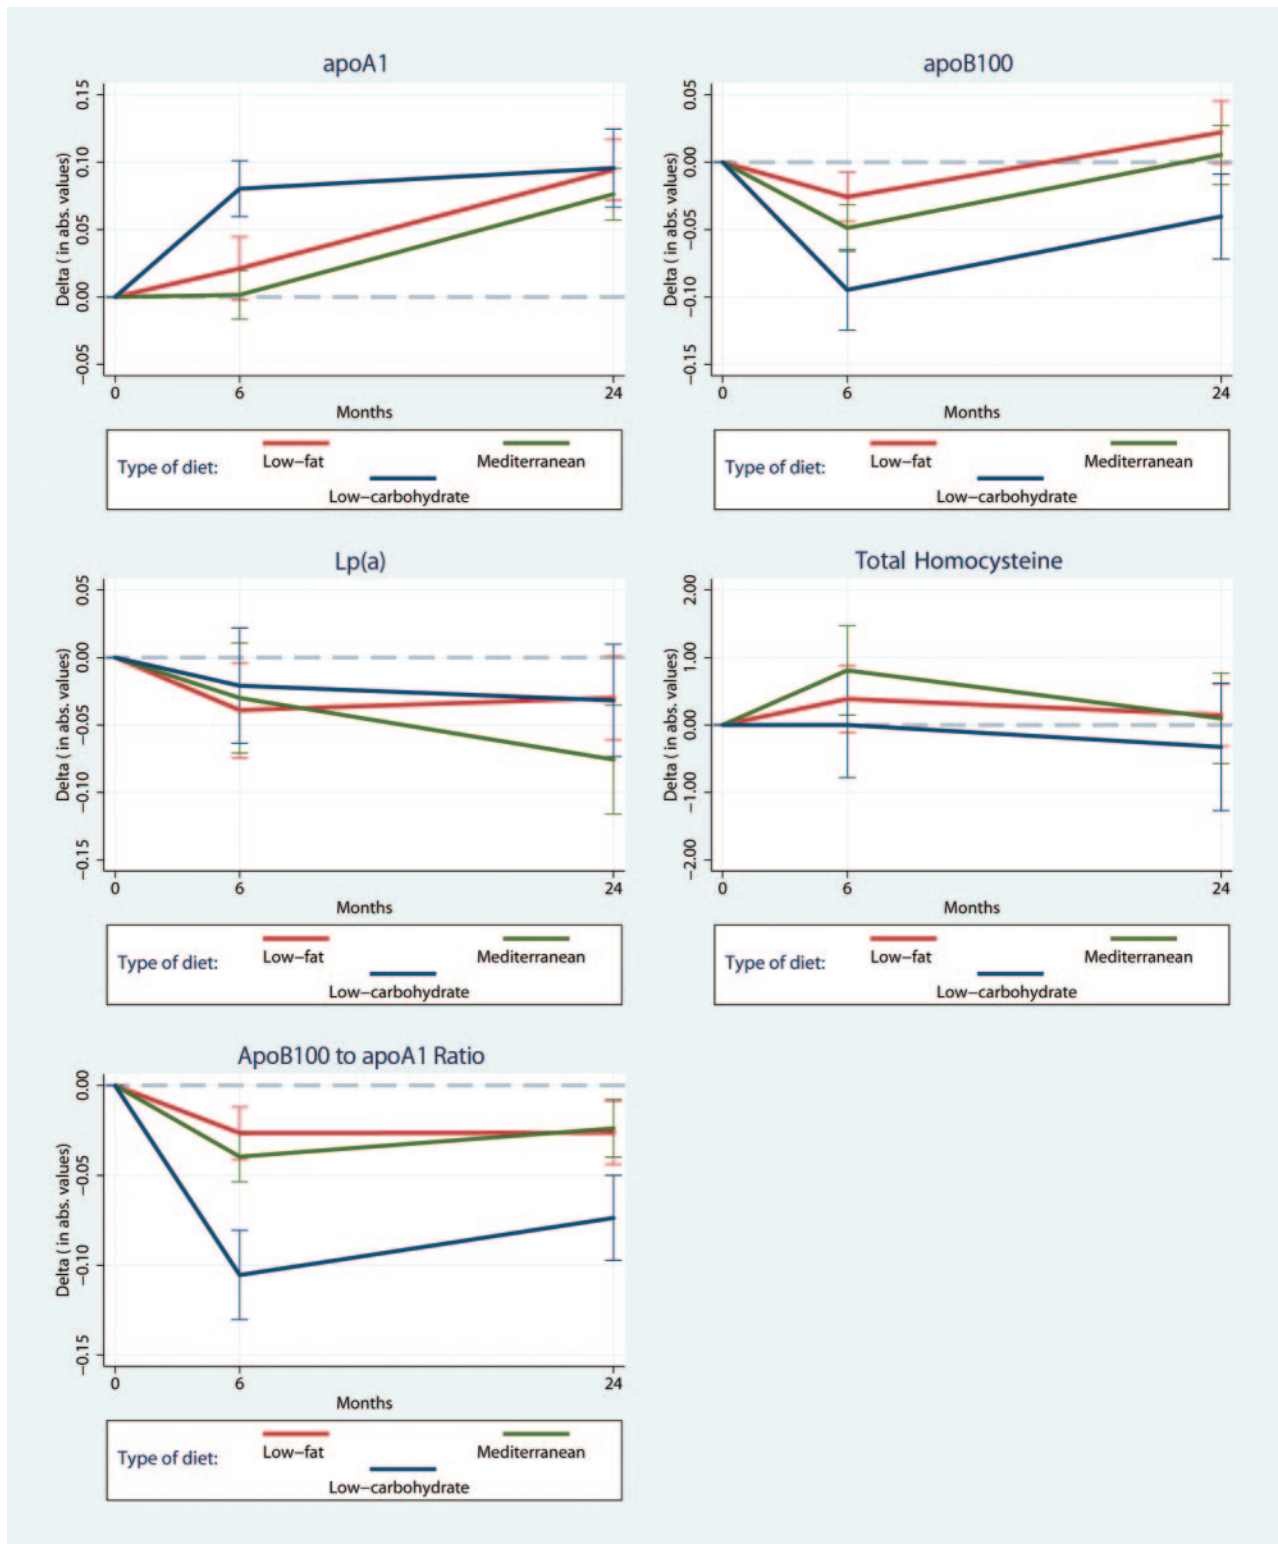 apoA1
apoB100
Delta ( in abs. values)
0.15
0.10
0.05
0.00
−0.05
0 6 24
Months
Type of diet:
Low−fat
Mediterranean
Low−carbohydrate
Delta ( in abs. values)
0.05
0.00
−0.05
−0.10
−0.15
0 6 24
Months
Type of diet:
Low−fat
Mediterranean
Low−carbohydrate
Lp(a)
Total Homocysteine
Delta ( in abs. values)
0.05
0.00
−0.05
−0.10
−0.15
0 6 24
Months
Type of diet:
Low−fat
Mediterranean
Low−carbohydrate
Delta ( in abs. values)
2.00
1.00
0.00
−1.00
−2.00
0 6 24
Months
Type of diet:
Low−fat
Mediterranean
Low−carbohydrate
ApoB100 to apoA1 Ratio
Delta ( in abs. values)
0.00
−0.05
−0.10
−0.15
0 6 24
Months
Type of diet:
Low−fat
Mediterranean
Low−carbohydrate